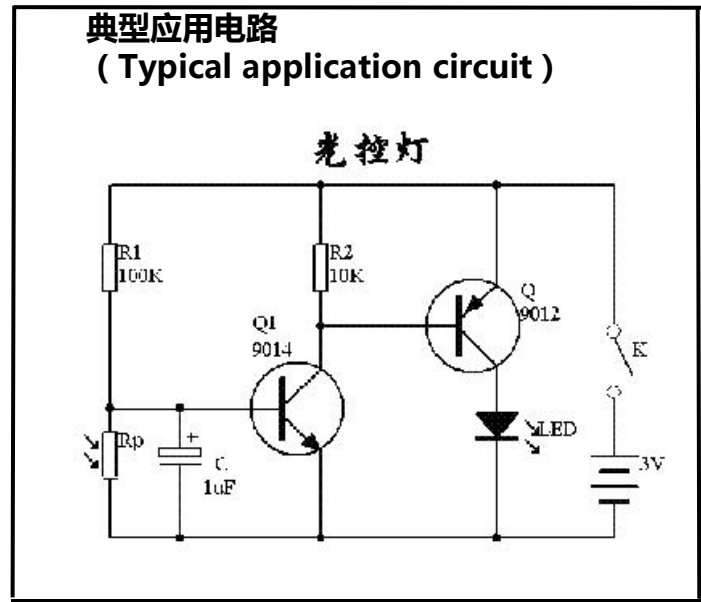 典型应用电路
（Typical application circuit）
光控灯
R1
100K
R2
10K
Q
9012
Q1
9014
K
Rp
+
C
1uF
LED
3V